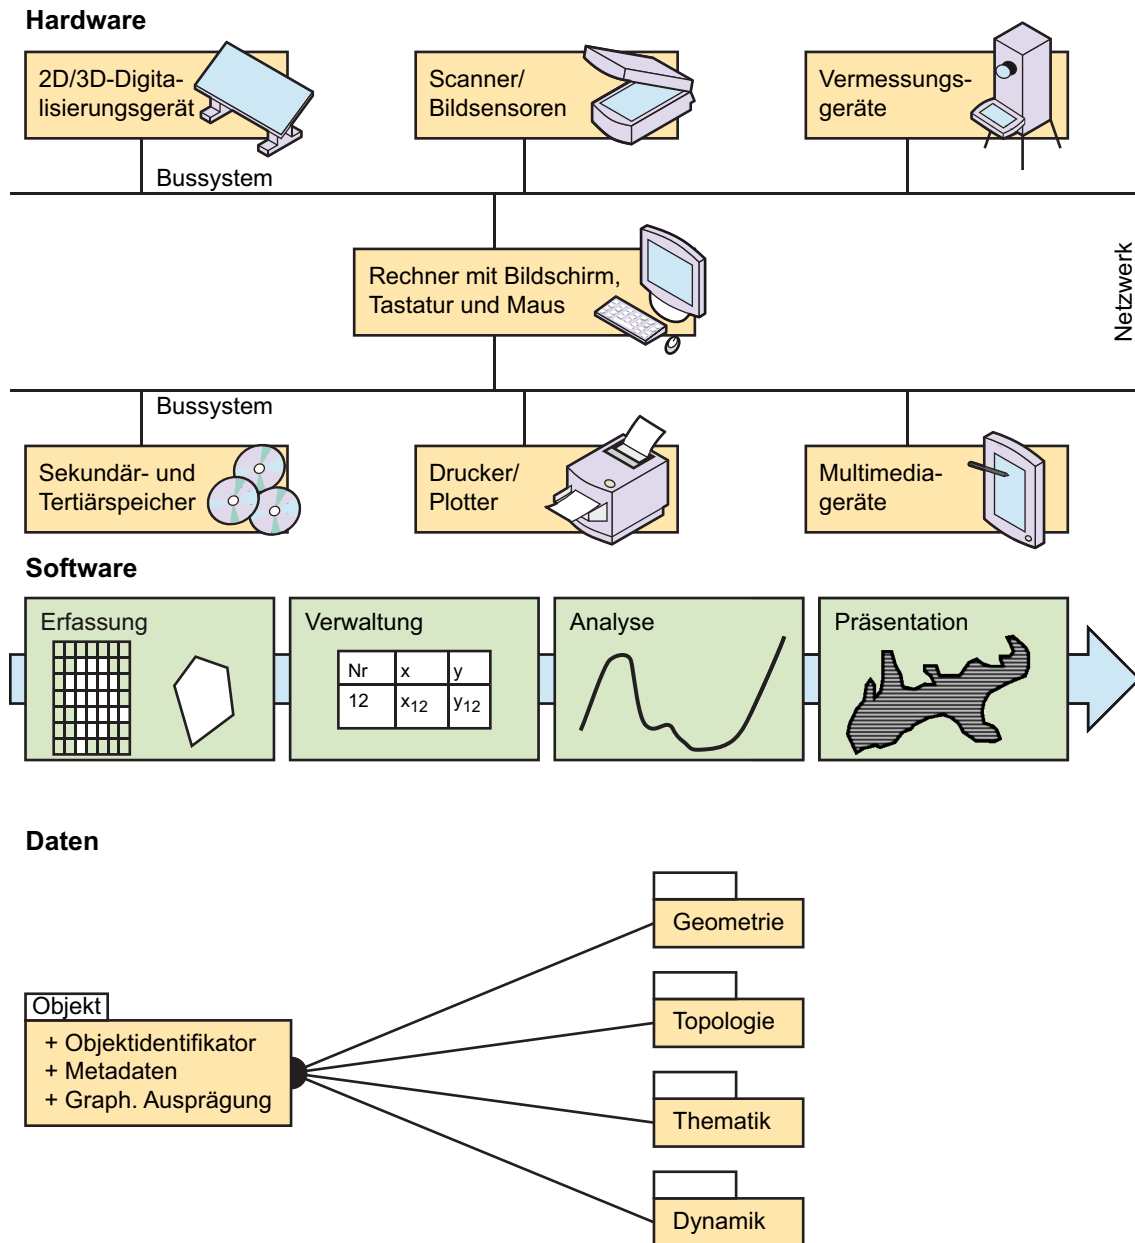 Hardware
2D/3D-Digita-
lisierungsgerät
Scanner/
Bildsensoren
Vermessungs-
geräte
Bussystem
Rechner mit Bildschirm,
Tastatur und Maus
Netzwerk
Bussystem
Sekundär- und
Tertiärspeicher
Drucker/
Plotter
Multimedia-
geräte
Software
Erfassung
Verwaltung
Nr x y
12 x12 y12
Analyse
Präsentation
Daten
Objekt
+ Objektidentifikator
+ Metadaten
+ Graph. Ausprägung
Geometrie
Topologie
Thematik
Dynamik